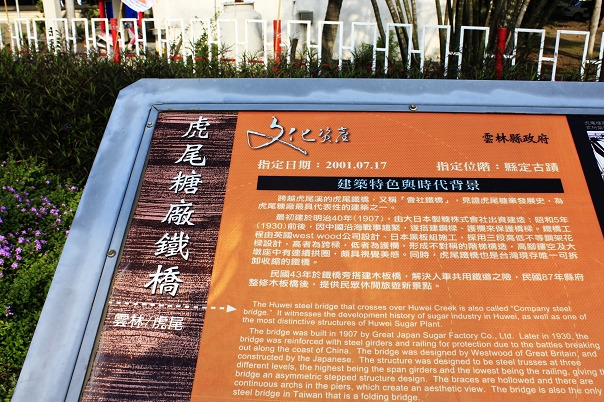 虎尾糖廠鐵橋
雲林/虎尾
文化資產
雲林縣政府
指定日期：2001.07.17
指定位階：縣定古蹟
建築特色與時代背景
跨越虎尾溪的虎尾鐵橋，又稱「會社鐵橋」，見證虎尾糖業發展史，為
虎尾糖廠最具代表性的建築之一。
最初建於明治40年（1907），由大日本製糖株式會社出資建造；昭和5年
（1930）前後，因中國沿海戰事建築，遂搭建鋼樑、護欄來保護橋樑。鐵橋工
程由英國west wood公司設計，日本黑板組施工，採用三段高低不等鋼架花
樑設計，高者為跨樑，低者為護欄，形成不對稱的階梯構造，高獅鏤空及大
墩座中有連續拱圈，頗具視覺美感。同時，虎尾鐵橋也是台灣現存唯一可拆
卸收縮的鐵橋。
民國43年於鐵橋旁搭建木板橋，解決人車共用鐵道之險，民國87年縣府
整修木板橋後，提供民眾休閒旅遊新景點。
The Huwei steel bridge that crosses over Huwei Creek is also called "Company steel
bridge." It witnesses the development history of sugar industry in Huwei, as well as one of
the most distinctive structures of Huwei Sugar Plant.
The bridge was built in 1907 by Great Japan Sugar Factory Co., Ltd. Later in 1930, the
bridge was reinforced with steel girders and railing for protection due to the battles breaking
out along the coast of China. The bridge was designed by Westwood of Great Britain, and
constructed by the Japanese. The structure was designed to be steel trusses at three
different levels, the highest being the span girders and the lowest being the railing, giving the
bridge an asymmetric stepped structure design. The braces are hollowed and there are
continuous archs in the piers, which create an aesthetic view. The bridge is also the only
steel bridge in Taiwan that is a folding bridge.